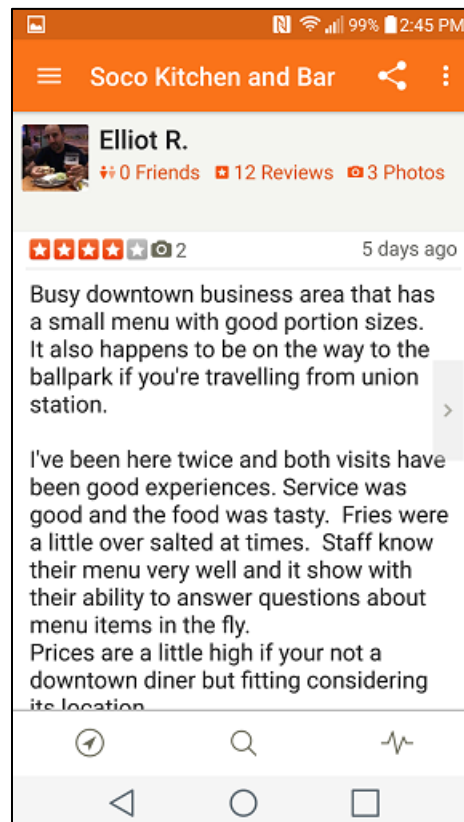 99% 2:45 PM
Soco Kitchen and Bar
Elliot R.
0 Friends 12 Reviews 3 Photos
2 5 days ago
Busy downtown business area that has
a small menu with good portion sizes.
It also happens to be on the way to the
ballpark if you're travelling from union
station.
I've been here twice and both visits have
been good experiences. Service was
good and the food was tasty.  Fries were
a little over salted at times.  Staff know
their menu very well and it show with
their ability to answer questions about
menu items in the fly.
Prices are a little high if your not a
downtown diner but fitting considering
its location